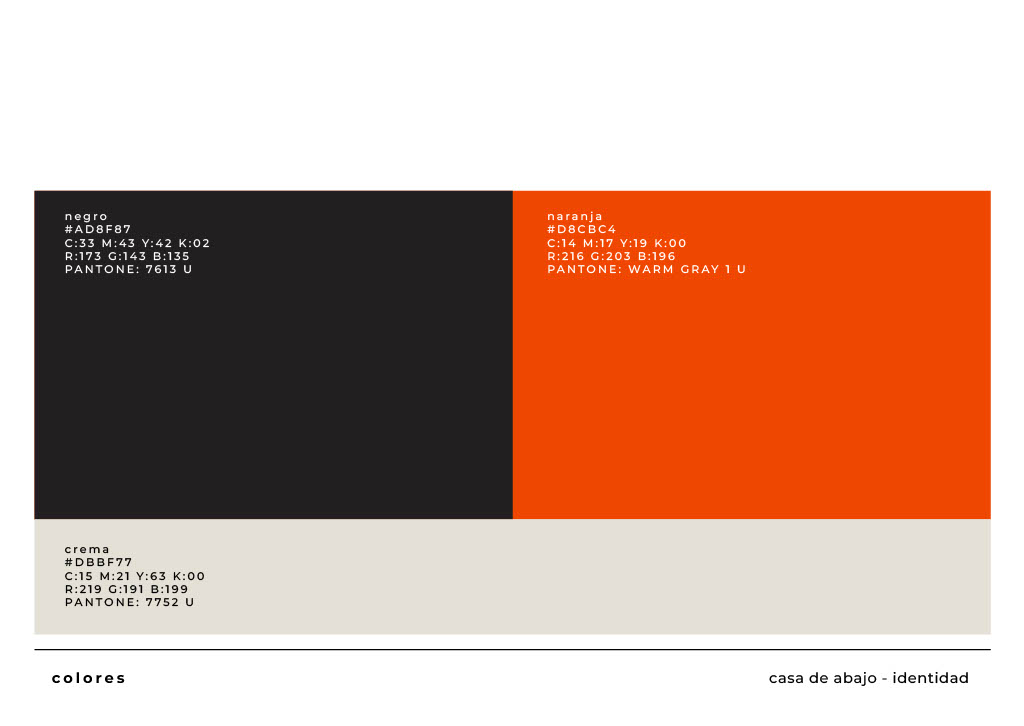 negro
#AD8F87
C:33 M:43 Y:42 K:02
R:173 G:143 B:135
PANTONE: 7613 U
naranja
#D8CBC4
C:14 M:17 Y:19 K:00
R:216 G:203 B:196
PANTONE: WARM GRAY 1 U
crema
#DBBF77
C:15 M:21 Y:63 K:00
R:219 G:191 B:199
PANTONE: 7752 U
colores
casa de abajo - identidad